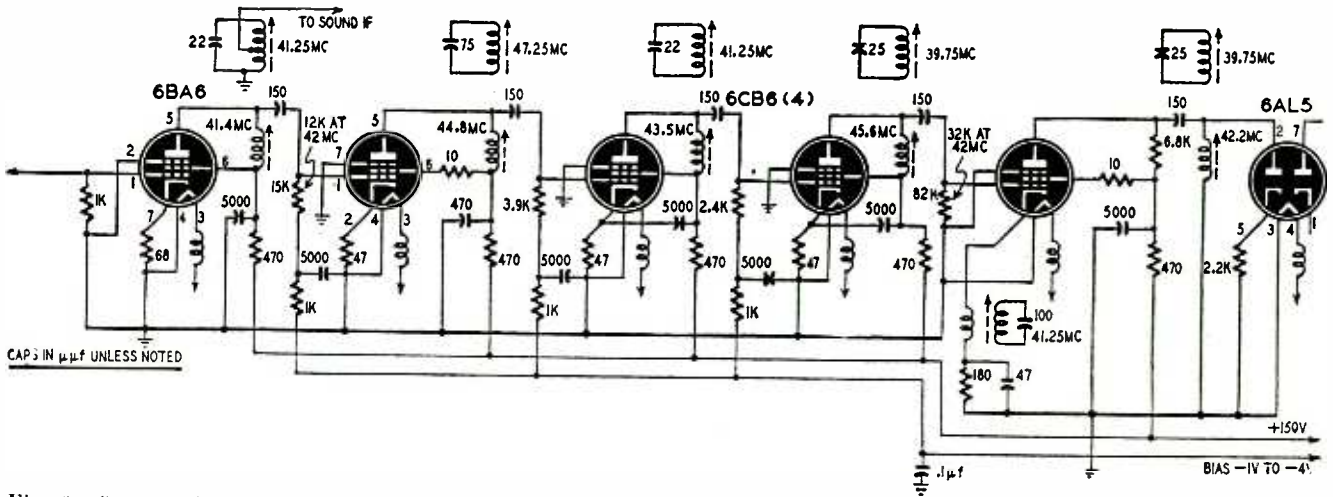 TO SOUND IF
22
41.25MC
75
47.25MC
22
41.25MC
25
39.75MC
25
39.75MC
6BA6
5
150
41.4MC
12K AT
42MC
5
150
44.8MC
150
43.5MC
6CB6(4)
150
45.6MC
32K AT
42MC
150
6AL5
2
7
2
1
6
7
1
6
10
6.8K
42.2MC
10
1K
7
4
3
68
5000
15K
2
4
3
470
3.9K
5000
2.4K
5000
82K
5000
5
3
4
1
470
5000
47
470
5000
47
470
5000
47
470
470
2.2K
1K
1K
1K
100
41.25MC
CAPS IN μμf UNLESS NOTED
180
47
+150V
.1μf
BIAS -1V TO -4V